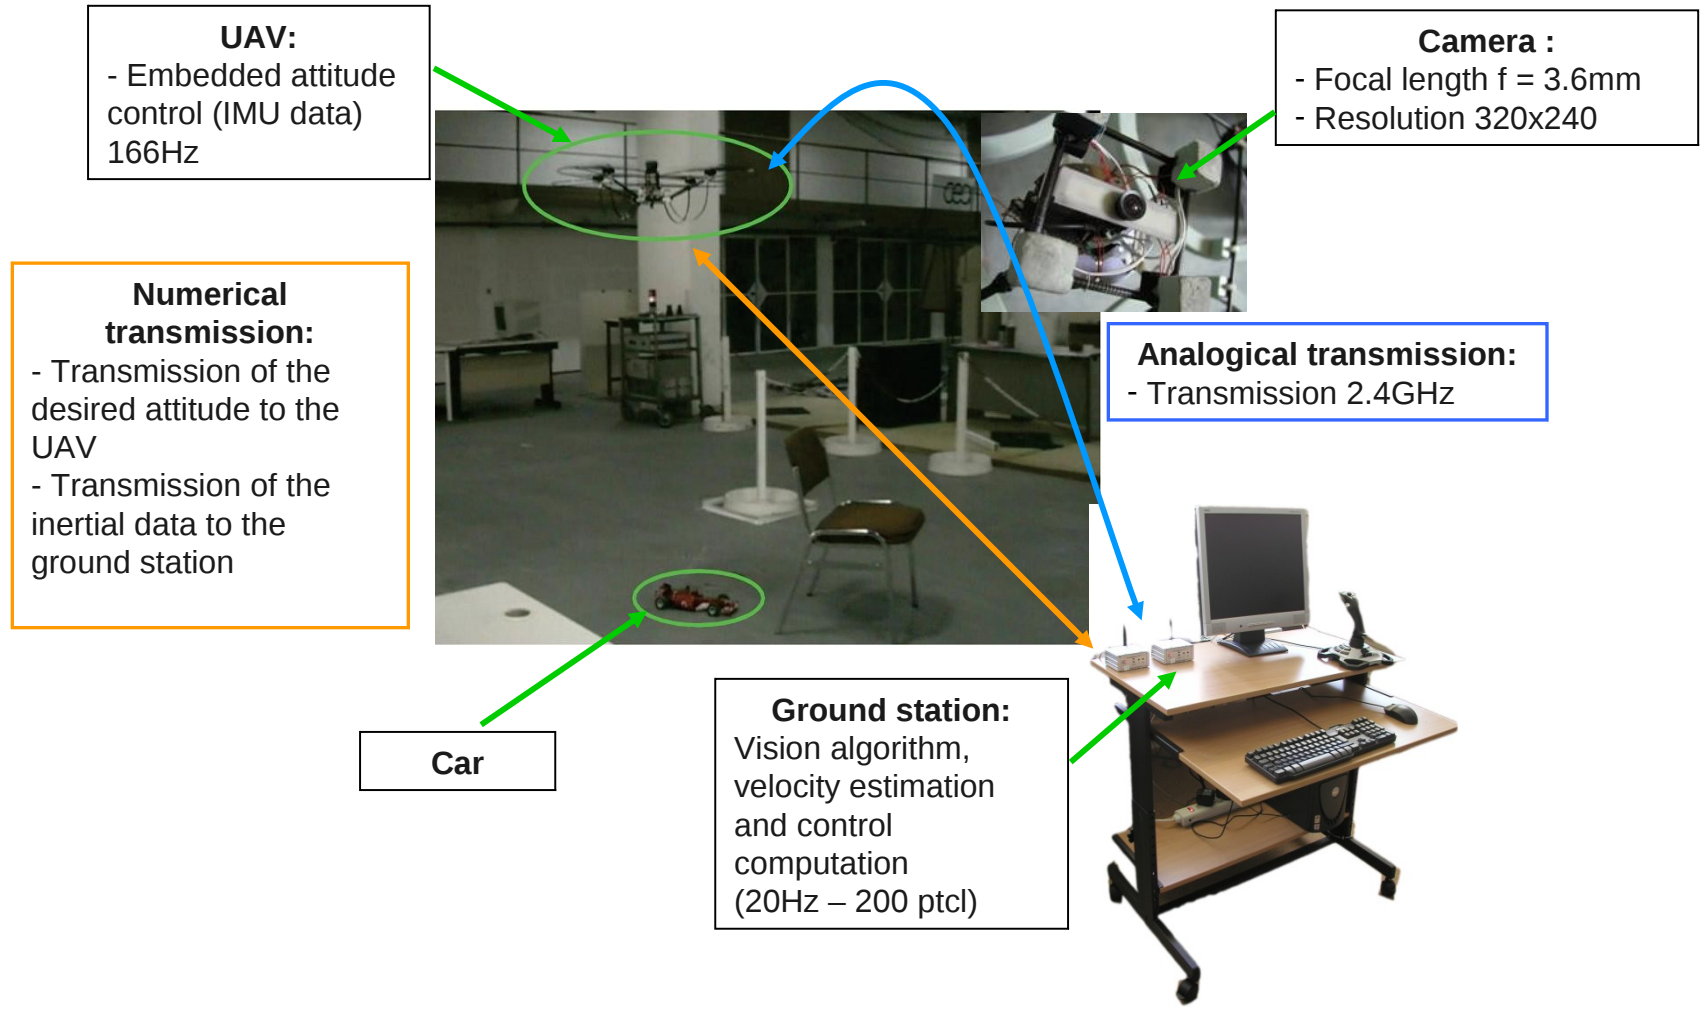 UAV:
- Embedded attitude
control (IMU data)
166Hz
Camera :
- Focal length f = 3.6mm
- Resolution 320x240
Numerical
transmission:
- Transmission of the
desired attitude to the
UAV
- Transmission of the
inertial data to the
ground station
Analogical transmission:
- Transmission 2.4GHz
Ground station:
Vision algorithm,
velocity estimation
and control
computation
(20Hz – 200 ptcl)
Car